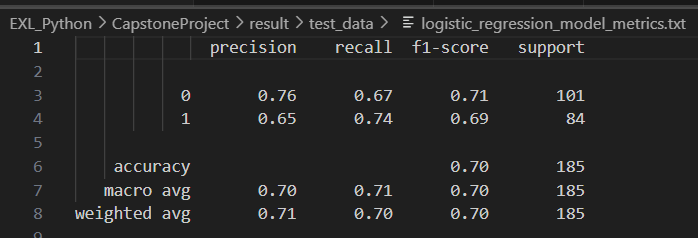 EXL_Python > CapstoneProject > result > test_data > logistic_regression_model_metrics.txt
1 precision recall f1-score support
2
3 0 0.76 0.67 0.71 101
4 1 0.65 0.74 0.69 84
5
6 accuracy 0.70 185
7 macro avg 0.70 0.71 0.70 185
8 weighted avg 0.71 0.70 0.70 185
9